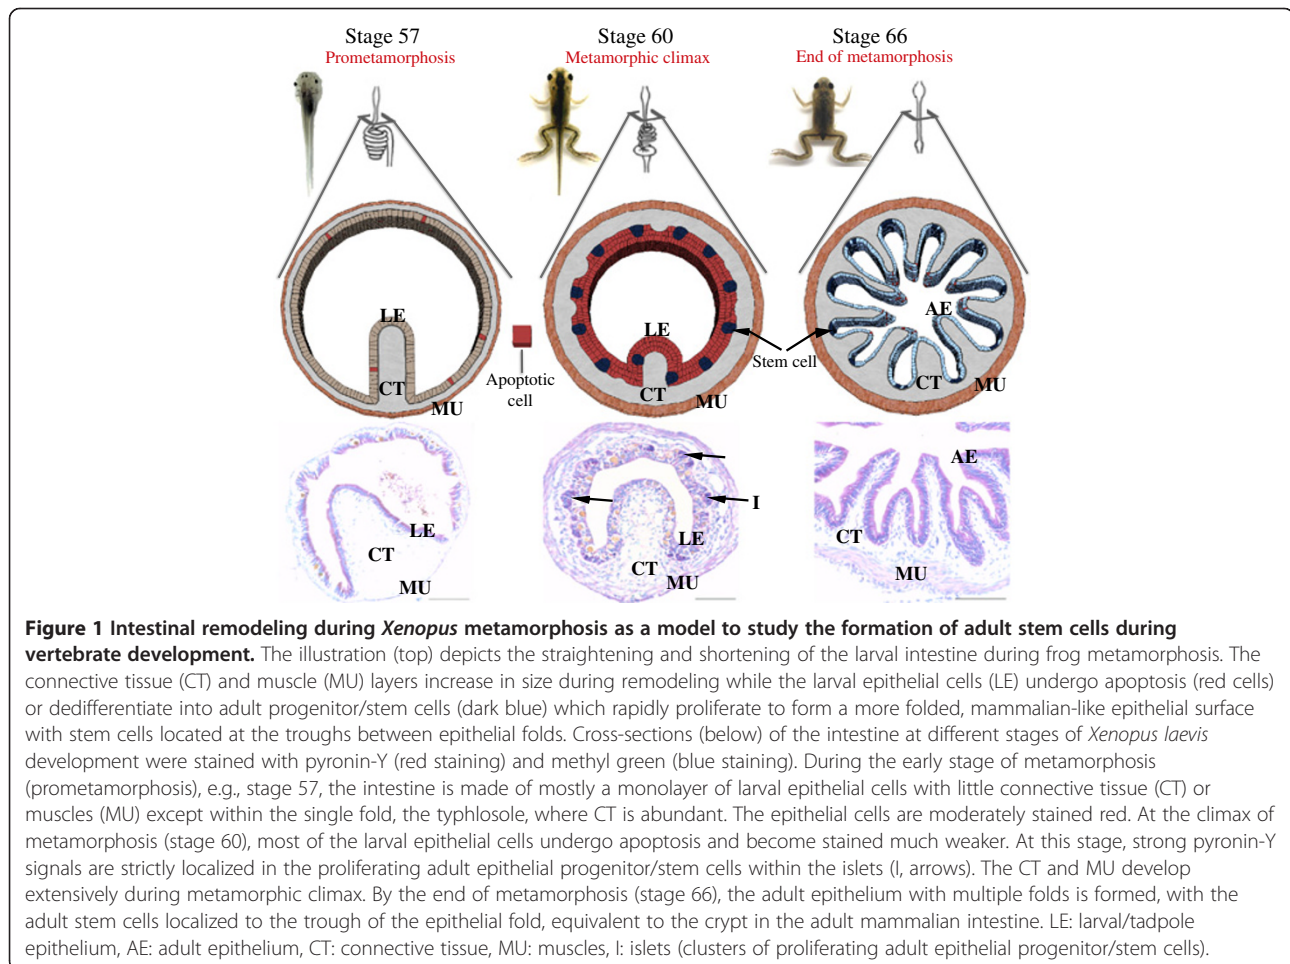 Stage 57
Prometamorphosis
Stage 60
Metamorphic climax
Stage 66
End of metamorphosis
LE
CT
MU
Apoptotic
cell
LE
CT
MU
Stem cell
AE
CT
MU
LE
CT
MU
I
LE
CT
MU
AE
CT
MU
Figure 1 Intestinal remodeling during Xenopus metamorphosis as a model to study the formation of adult stem cells during
vertebrate development. The illustration (top) depicts the straightening and shortening of the larval intestine during frog metamorphosis. The
connective tissue (CT) and muscle (MU) layers increase in size during remodeling while the larval epithelial cells (LE) undergo apoptosis (red cells)
or dedifferentiate into adult progenitor/stem cells (dark blue) which rapidly proliferate to form a more folded, mammalian-like epithelial surface
with stem cells located at the troughs between epithelial folds. Cross-sections (below) of the intestine at different stages of Xenopus laevis
development were stained with pyronin-Y (red staining) and methyl green (blue staining). During the early stage of metamorphosis
(prometamorphosis), e.g., stage 57, the intestine is made of mostly a monolayer of larval epithelial cells with little connective tissue (CT) or
muscles (MU) except within the single fold, the typhlosole, where CT is abundant. The epithelial cells are moderately stained red. At the climax of
metamorphosis (stage 60), most of the larval epithelial cells undergo apoptosis and become stained much weaker. At this stage, strong pyronin-Y
signals are strictly localized in the proliferating adult epithelial progenitor/stem cells within the islets (I, arrows). The CT and MU develop
extensively during metamorphic climax. By the end of metamorphosis (stage 66), the adult epithelium with multiple folds is formed, with the
adult stem cells localized to the trough of the epithelial fold, equivalent to the crypt in the adult mammalian intestine. LE: larval/tadpole
epithelium, AE: adult epithelium, CT: connective tissue, MU: muscles, I: islets (clusters of proliferating adult epithelial progenitor/stem cells).